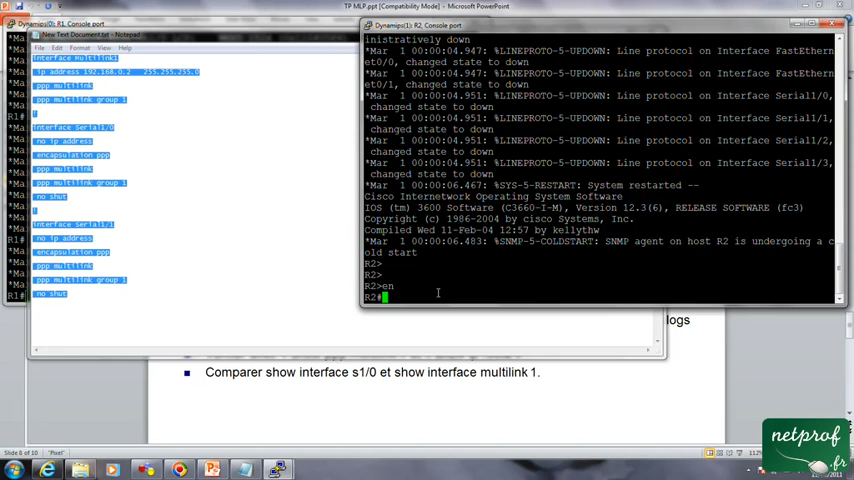 TP MLP.ppt [Compatibility Mode] - Microsoft PowerPoint
Dynamips(0): R1, Console port
New Text Document.txt - Notepad
File Edit Format View Help
interface Multilink1
ip address 192.168.0.2 255.255.255.0
ppp multilink
ppp multilink group 1
!
interface Serial1/0
no ip address
encapsulation ppp
ppp multilink
ppp multilink group 1
no shut
!
interface Serial1/1
no ip address
encapsulation ppp
ppp multilink
ppp multilink group 1
no shut
*Ma
*Ma
R1#
*Ma
*Ma
*Ma
*Ma
*Ma
*Ma
R1#
*Ma
R1#
Dynamips(1): R2, Console port
inistratively down
*Mar 1 00:00:04.947: %LINEPROTO-5-UPDOWN: Line protocol on Interface FastEthern
et0/0, changed state to down
*Mar 1 00:00:04.947: %LINEPROTO-5-UPDOWN: Line protocol on Interface FastEthern
et0/1, changed state to down
*Mar 1 00:00:04.951: %LINEPROTO-5-UPDOWN: Line protocol on Interface Serial1/0,
changed state to down
*Mar 1 00:00:04.951: %LINEPROTO-5-UPDOWN: Line protocol on Interface Serial1/1,
changed state to down
*Mar 1 00:00:04.951: %LINEPROTO-5-UPDOWN: Line protocol on Interface Serial1/2,
changed state to down
*Mar 1 00:00:04.951: %LINEPROTO-5-UPDOWN: Line protocol on Interface Serial1/3,
changed state to down
*Mar 1 00:00:06.467: %SYS-5-RESTART: System restarted --
Cisco Internetwork Operating System Software
IOS (tm) 3600 Software (C3660-I-M), Version 12.3(6), RELEASE SOFTWARE (fc3)
Copyright (c) 1986-2004 by cisco Systems, Inc.
Compiled Wed 11-Feb-04 12:57 by kellythw
*Mar 1 00:00:06.483: %SNMP-5-COLDSTART: SNMP agent on host R2 is undergoing a c
old start
R2>
R2>
R2>en
R2#
logs
Comparer show interface s1/0 et show interface multilink 1.
netprof
.fr
Slide 8 of 10 "Pixel"